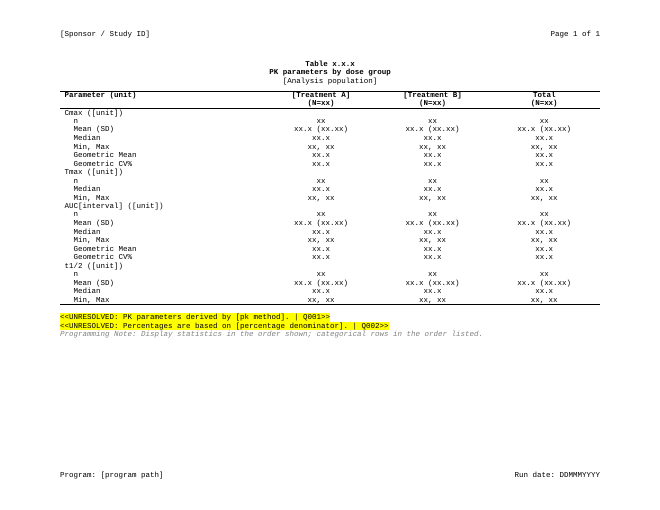 [Sponsor / Study ID] Page 1 of 1
Table x.x.x
PK parameters by dose group
[Analysis population]
Parameter (unit) [Treatment A] [Treatment B] Total
(N=xx) (N=xx) (N=xx)
Cmax ([unit])
n xx xx xx
Mean (SD) xx.x (xx.xx) xx.x (xx.xx) xx.x (xx.xx)
Median xx.x xx.x xx.x
Min, Max xx, xx xx, xx xx, xx
Geometric Mean xx.x xx.x xx.x
Geometric CV% xx.x xx.x xx.x
Tmax ([unit])
n xx xx xx
Median xx.x xx.x xx.x
Min, Max xx, xx xx, xx xx, xx
AUC[interval] ([unit])
n xx xx xx
Mean (SD) xx.x (xx.xx) xx.x (xx.xx) xx.x (xx.xx)
Median xx.x xx.x xx.x
Min, Max xx, xx xx, xx xx, xx
Geometric Mean xx.x xx.x xx.x
Geometric CV% xx.x xx.x xx.x
t1/2 ([unit])
n xx xx xx
Mean (SD) xx.x (xx.xx) xx.x (xx.xx) xx.x (xx.xx)
Median xx.x xx.x xx.x
Min, Max xx, xx xx, xx xx, xx
<<UNRESOLVED: PK parameters derived by [pk method]. | Q001>>
<<UNRESOLVED: Percentages are based on [percentage denominator]. | Q002>>
Programming Note: Display statistics in the order shown; categorical rows in the order listed.
Program: [program path] Run date: DDMMMYYYY